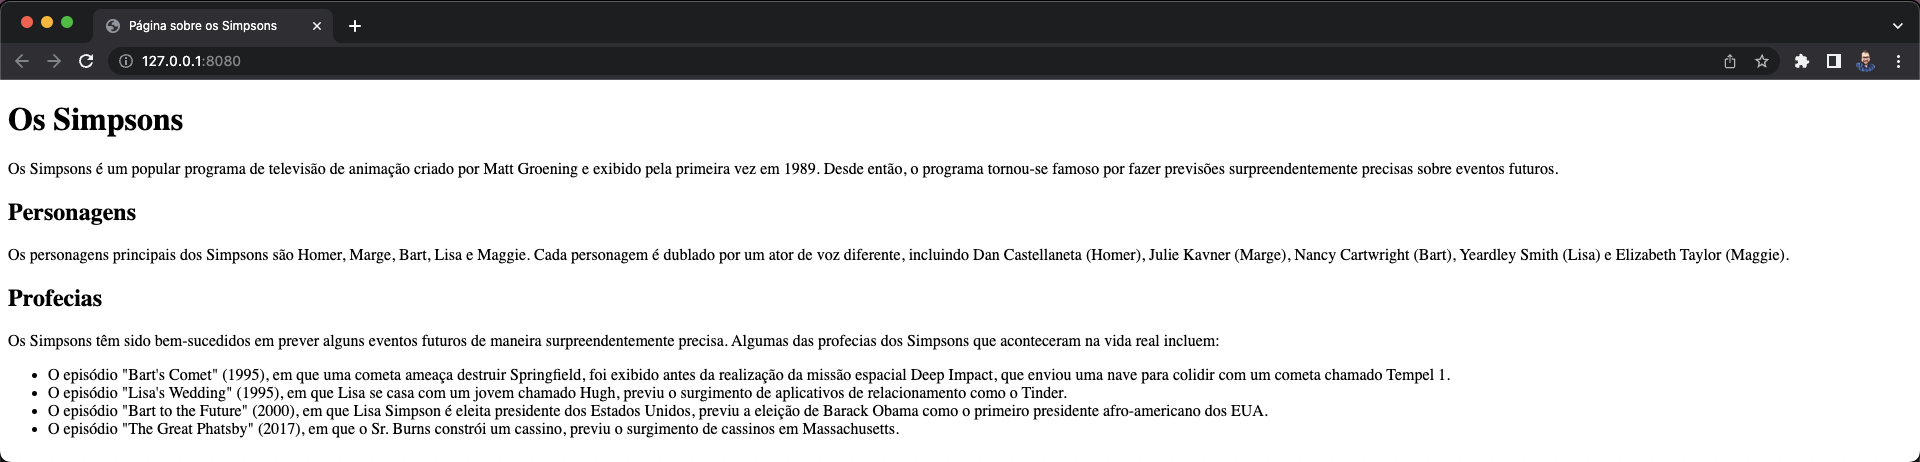 Página sobre os Simpsons
127.0.0.1:8080
Os Simpsons
Os Simpsons é um popular programa de televisão de animação criado por Matt Groening e exibido pela primeira vez em 1989. Desde então, o programa tornou-se famoso por fazer previsões surpreendentemente precisas sobre eventos futuros.
Personagens
Os personagens principais dos Simpsons são Homer, Marge, Bart, Lisa e Maggie. Cada personagem é dublado por um ator de voz diferente, incluindo Dan Castellaneta (Homer), Julie Kavner (Marge), Nancy Cartwright (Bart), Yeardley Smith (Lisa) e Elizabeth Taylor (Maggie).
Profecias
Os Simpsons têm sido bem-sucedidos em prever alguns eventos futuros de maneira surpreendentemente precisa. Algumas das profecias dos Simpsons que aconteceram na vida real incluem:
• O episódio "Bart's Comet" (1995), em que uma cometa ameaça destruir Springfield, foi exibido antes da realização da missão espacial Deep Impact, que enviou uma nave para colidir com um cometa chamado Tempel 1.
• O episódio "Lisa's Wedding" (1995), em que Lisa se casa com um jovem chamado Hugh, previu o surgimento de aplicativos de relacionamento como o Tinder.
• O episódio "Bart to the Future" (2000), em que Lisa Simpson é eleita presidente dos Estados Unidos, previu a eleição de Barack Obama como o primeiro presidente afro-americano dos EUA.
• O episódio "The Great Phatsby" (2017), em que o Sr. Burns constrói um cassino, previu o surgimento de cassinos em Massachusetts.